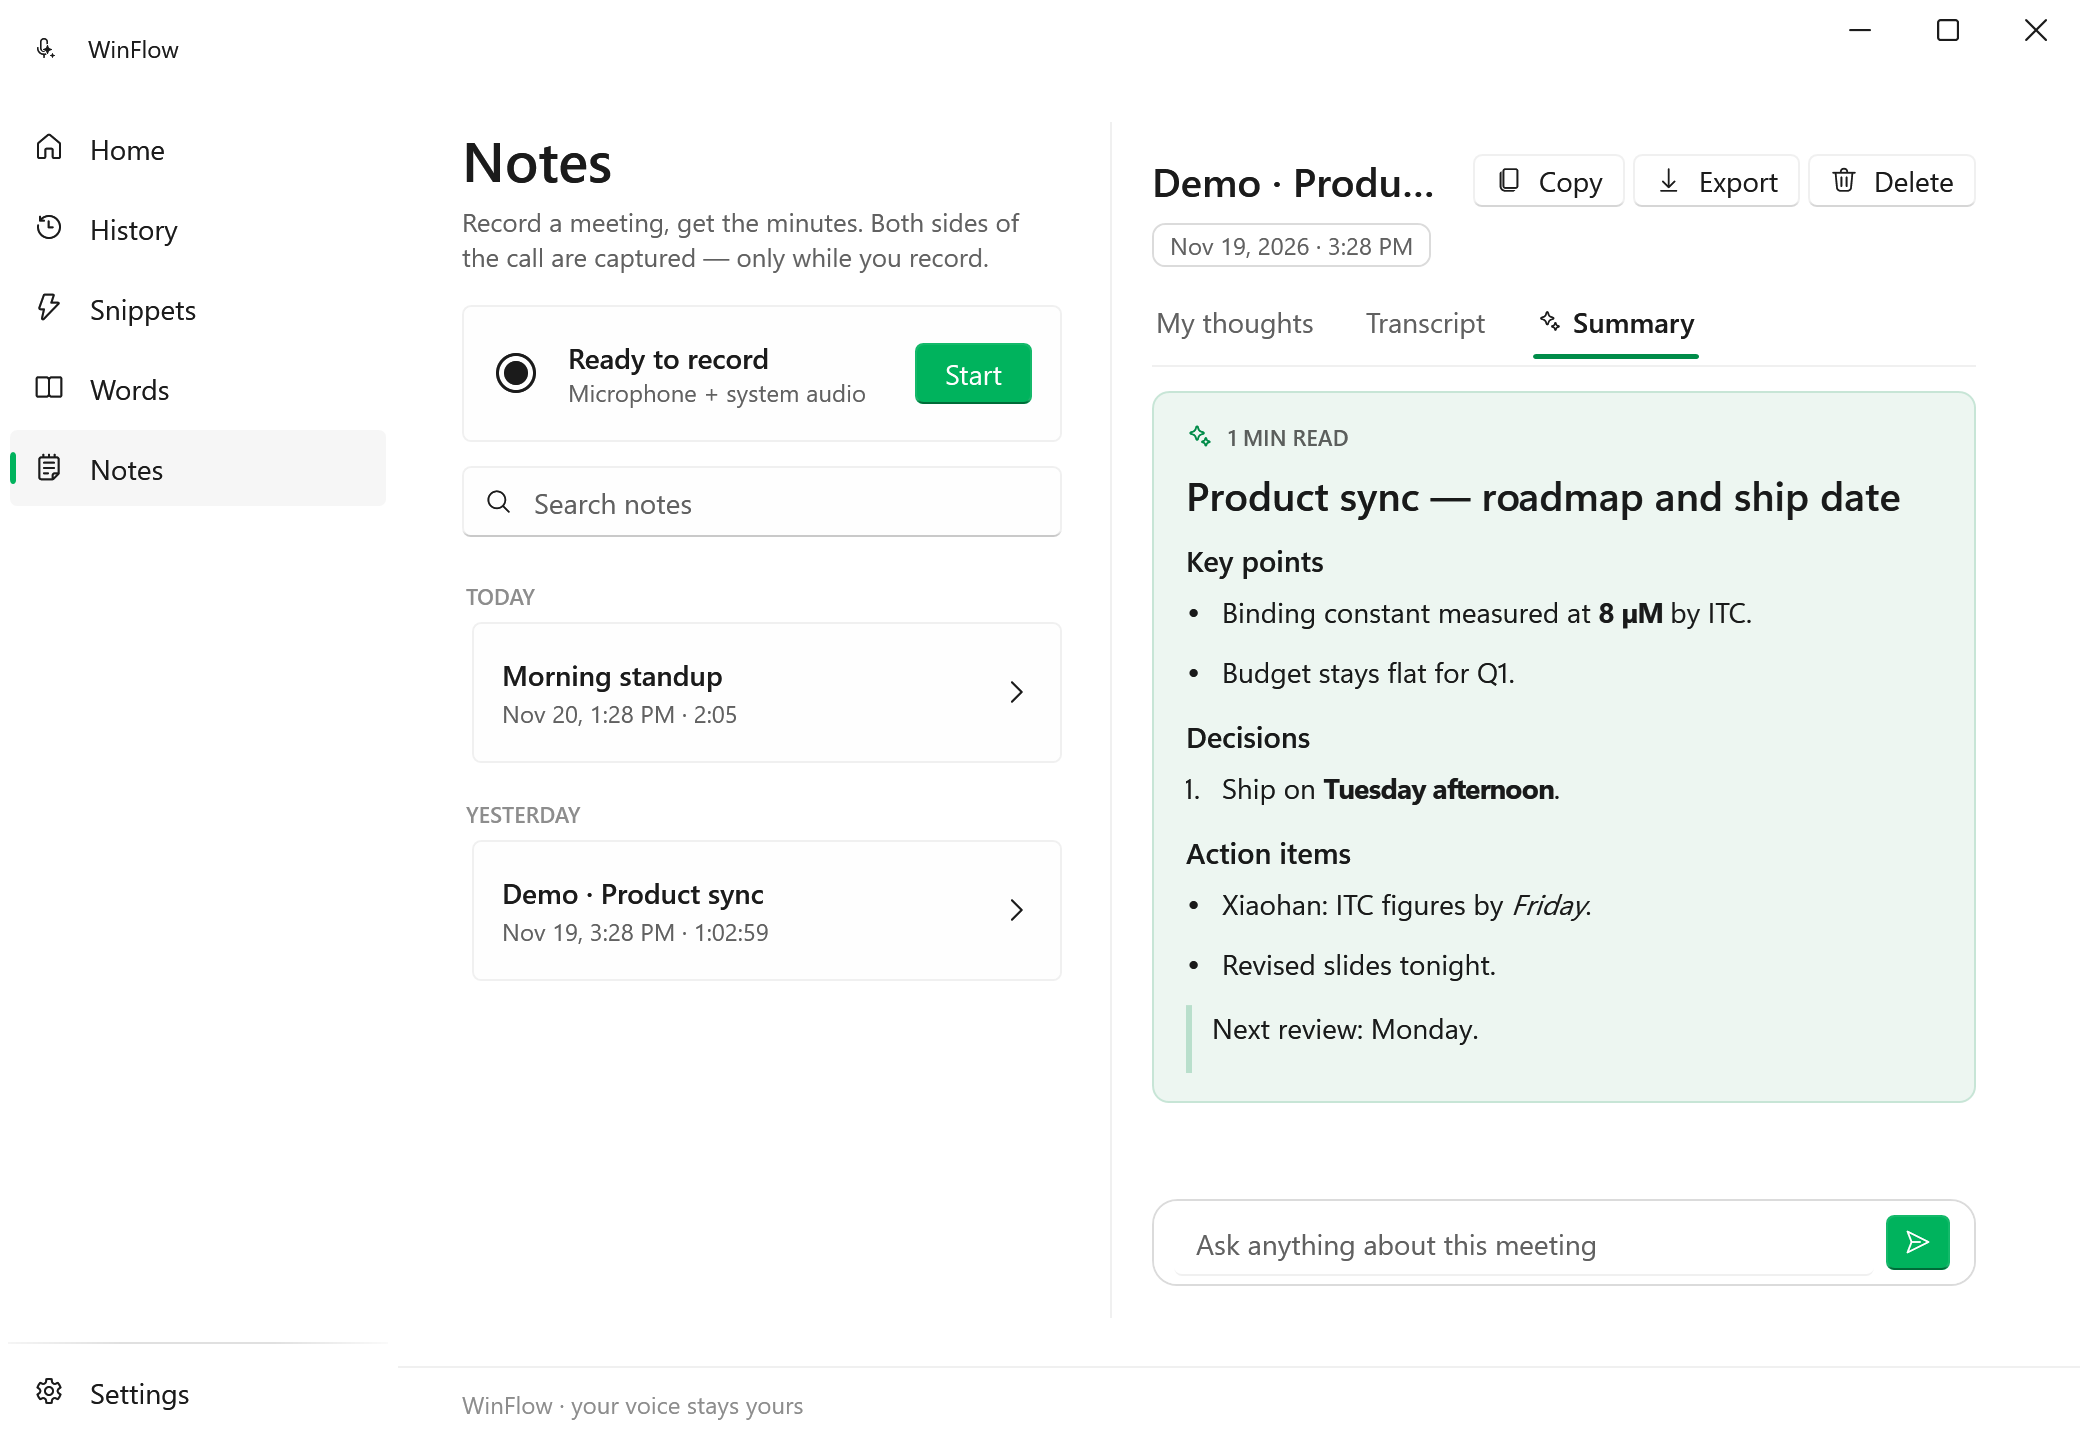 WinFlow
Home
History
Snippets
Words
Notes
Settings
Notes
Record a meeting, get the minutes. Both sides of
the call are captured — only while you record.
Ready to record
Microphone + system audio
Start
Search notes
TODAY
Morning standup
Nov 20, 1:28 PM · 2:05
YESTERDAY
Demo · Product sync
Nov 19, 3:28 PM · 1:02:59
Demo · Produ...
Copy
Export
Delete
Nov 19, 2026 · 3:28 PM
My thoughts
Transcript
Summary
1 MIN READ
Product sync — roadmap and ship date
Key points
• Binding constant measured at 8 µM by ITC.
• Budget stays flat for Q1.
Decisions
1. Ship on Tuesday afternoon.
Action items
• Xiaohan: ITC figures by Friday.
• Revised slides tonight.
Next review: Monday.
Ask anything about this meeting
WinFlow · your voice stays yours